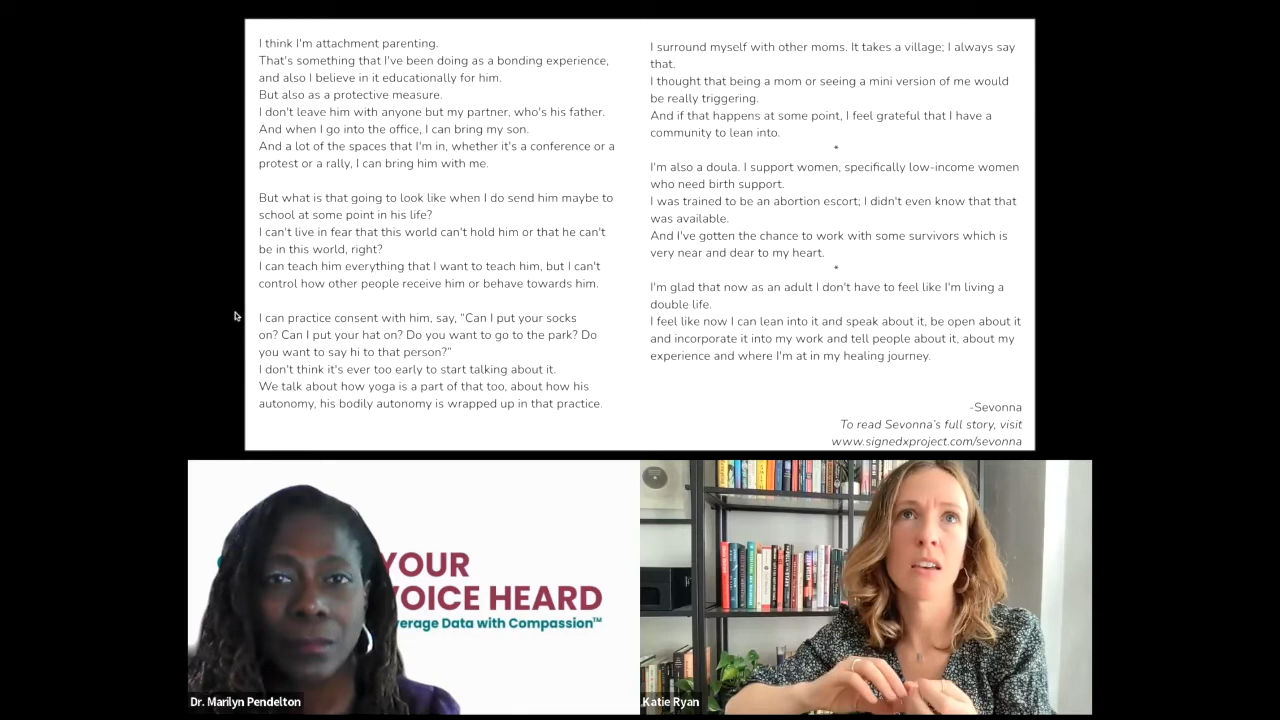 I think I'm attachment parenting.
That's something that I've been doing as a bonding experience,
and also I believe in it educationally for him.
But also as a protective measure.
I don't leave him with anyone but my partner, who's his father.
And when I go into the office, I can bring my son.
And a lot of the spaces that I'm in, whether it's a conference or a
protest or a rally, I can bring him with me.
But what is that going to look like when I do send him maybe to
school at some point in his life?
I can't live in fear that this world can't hold him or that he can't
be in this world, right?
I can teach him everything that I want to teach him, but I can't
control how other people receive him or behave towards him.
I can practice consent with him, say, “Can I put your socks
on? Can I put your hat on? Do you want to go to the park? Do
you want to say hi to that person?”
I don't think it's ever too early to start talking about it.
We talk about how yoga is a part of that too, about how his
autonomy, his bodily autonomy is wrapped up in that practice.
I surround myself with other moms. It takes a village; I always say
that.
I thought that being a mom or seeing a mini version of me would
be really triggering.
And if that happens at some point, I feel grateful that I have a
community to lean into.
*
I'm also a doula. I support women, specifically low-income women
who need birth support.
I was trained to be an abortion escort; I didn't even know that that
was available.
And I've gotten the chance to work with some survivors which is
very near and dear to my heart.
*
I'm glad that now as an adult I don't have to feel like I'm living a
double life.
I feel like now I can lean into it and speak about it, be open about it
and incorporate it into my work and tell people about it, about my
experience and where I'm at in my healing journey.
-Sevonna
To read Sevonna's full story, visit
www.signedxproject.com/sevonna
YOUR
VOICE HEARD
verage Data with Compassion™
Dr. Marilyn Pendelton
Katie Ryan